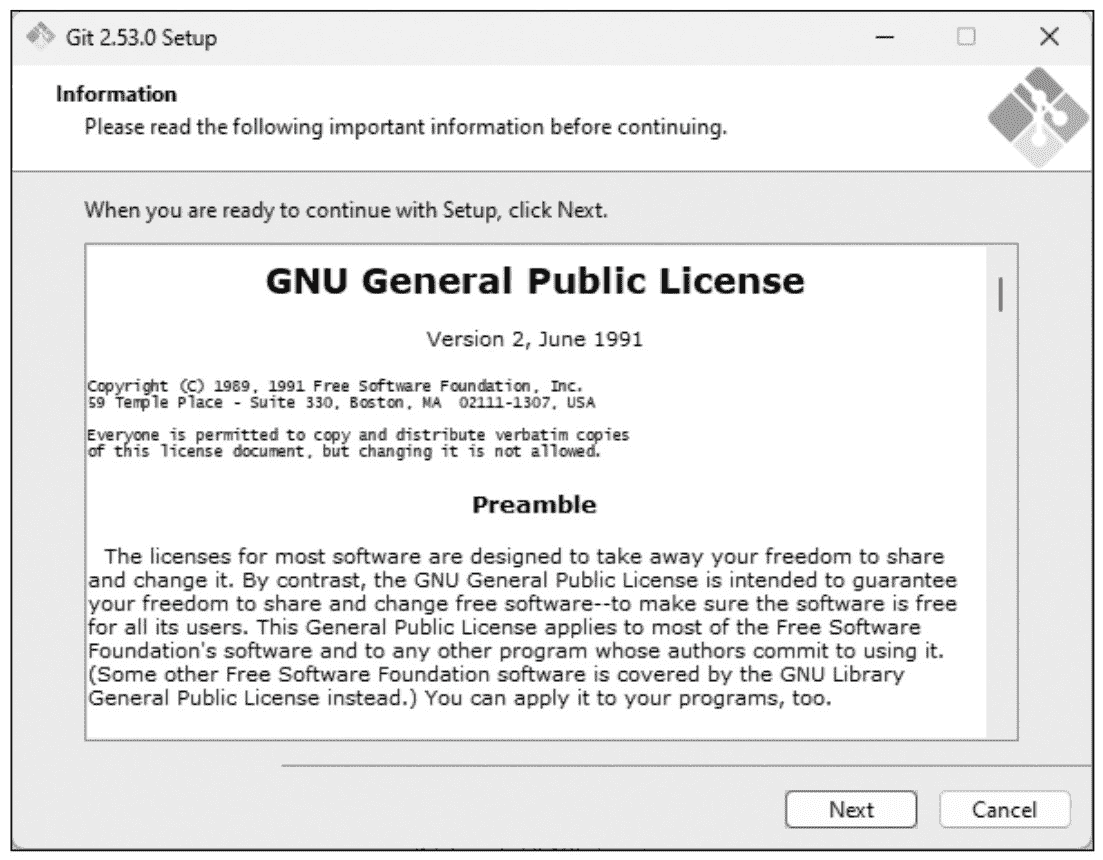 Git 2.53.0 Setup
Information
Please read the following important information before continuing.
When you are ready to continue with Setup, click Next.
GNU General Public License
Version 2, June 1991
Copyright (C) 1989, 1991 Free Software Foundation, Inc.
59 Temple Place - Suite 330, Boston, MA  02111-1307, USA
Everyone is permitted to copy and distribute verbatim copies
of this license document, but changing it is not allowed.
Preamble
The licenses for most software are designed to take away your freedom to share
and change it. By contrast, the GNU General Public License is intended to guarantee
your freedom to share and change free software--to make sure the software is free
for all its users. This General Public License applies to most of the Free Software
Foundation's software and to any other program whose authors commit to using it.
(Some other Free Software Foundation software is covered by the GNU Library
General Public License instead.) You can apply it to your programs, too.
Next
Cancel